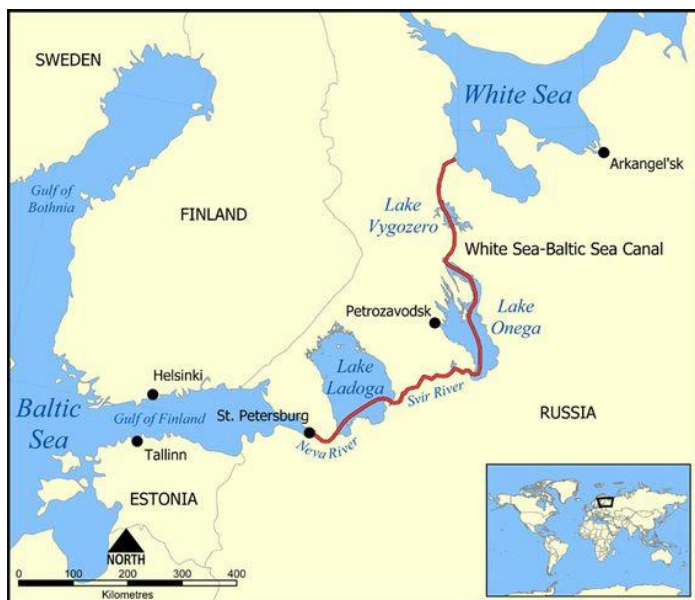 SWEDEN
White Sea
Arkangel'sk
Gulf of
Bothnia
FINLAND
Lake
Vygozero
White Sea-Baltic Sea Canal
Petrozavodsk
Lake
Onega
Helsinki
Lake
Ladoga
Baltic
Sea
Gulf of Finland
St. Petersburg
Svir River
RUSSIA
Neva River
Tallinn
ESTONIA
NORTH
0 100 200 300 400
Kilometres